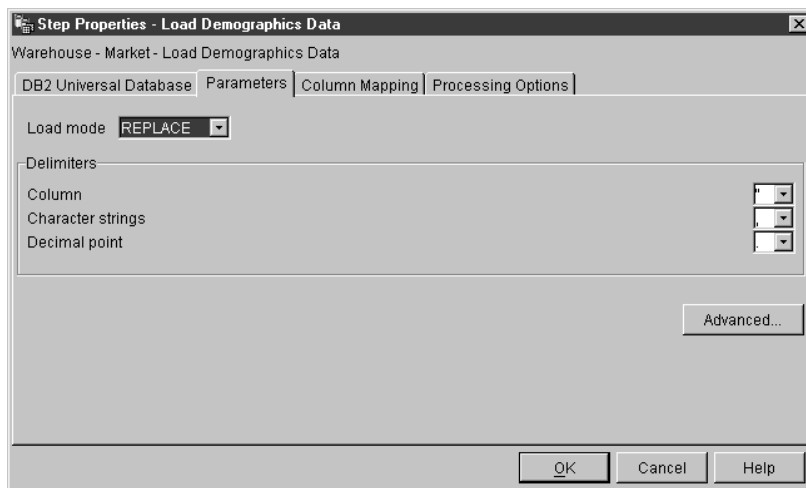 Step Properties - Load Demographics Data
Warehouse - Market - Load Demographics Data
DB2 Universal Database Parameters Column Mapping Processing Options
Load mode REPLACE
Delimiters
Column "
Character strings ,
Decimal point .
Advanced...
OK Cancel Help